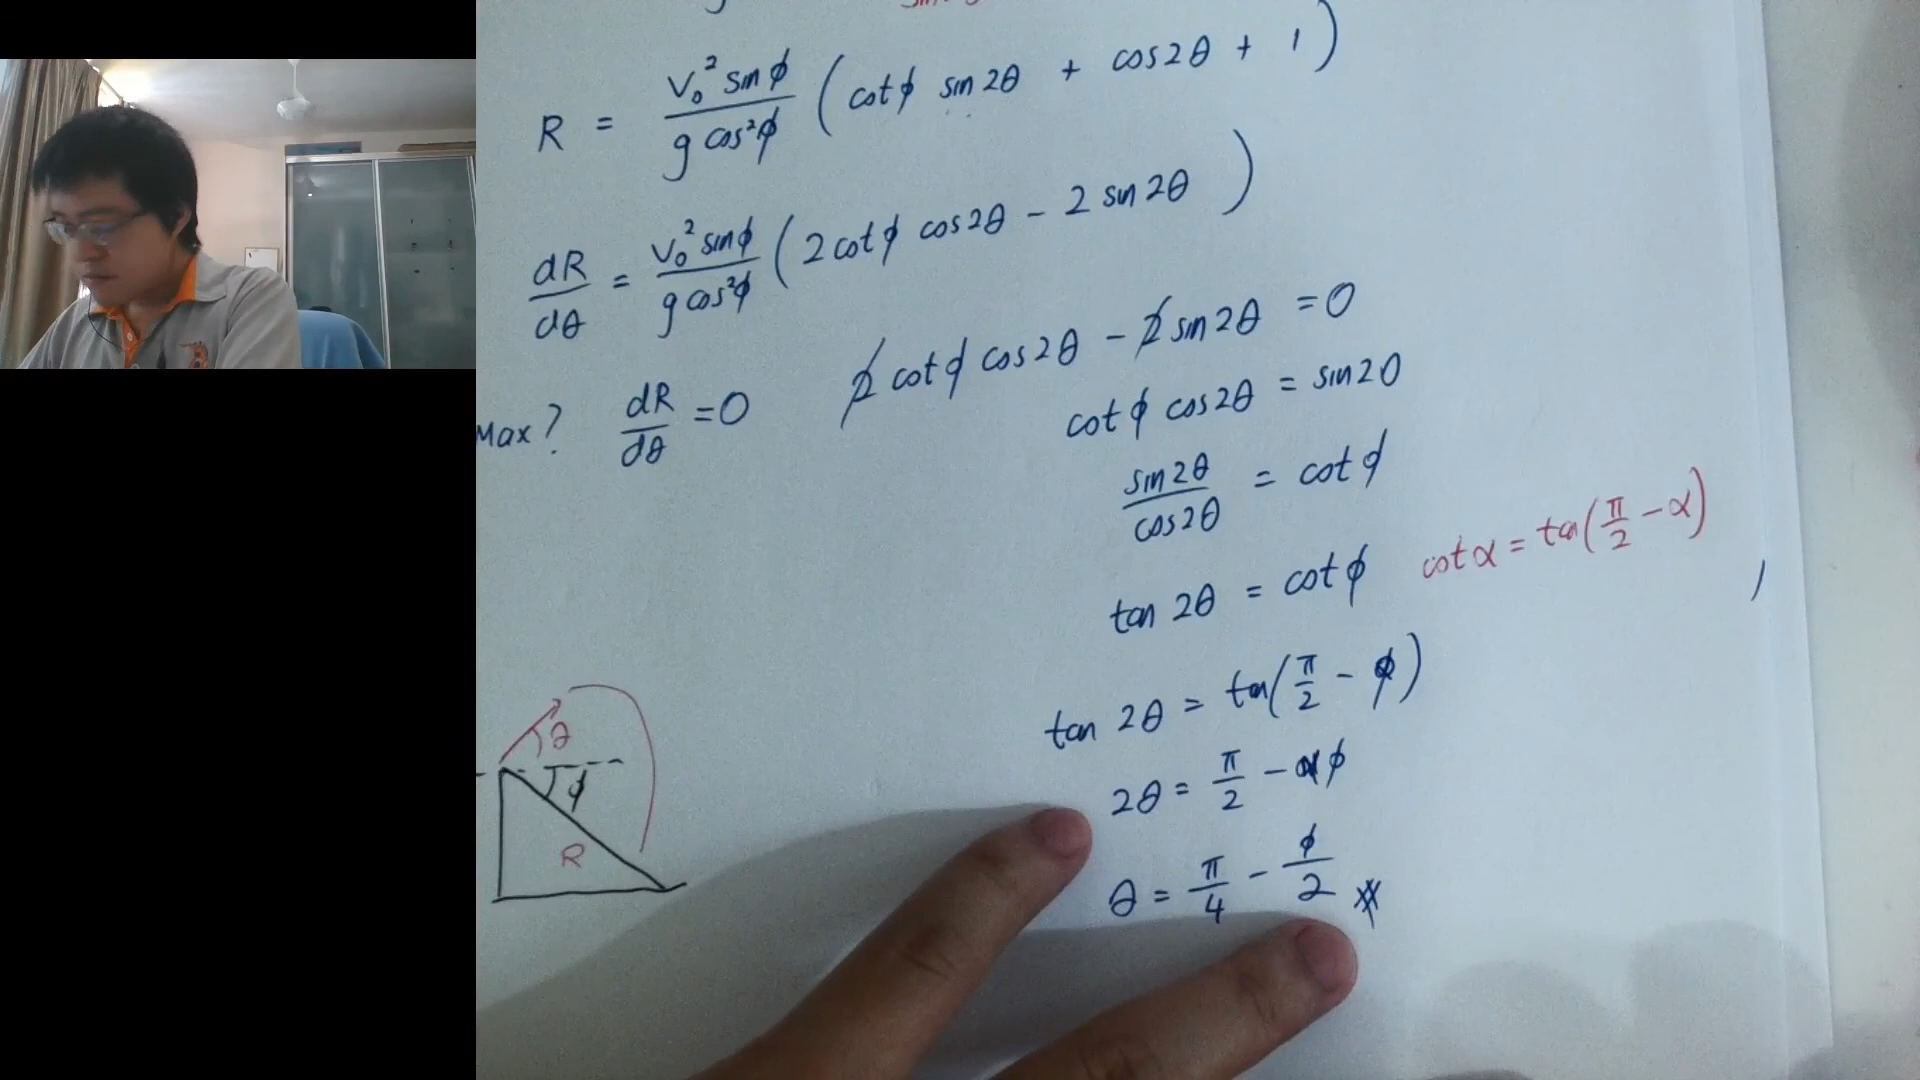 R = V₀² sin ϕ / g cos²ϕ ( cot ϕ sin 2θ + cos 2θ + 1 )
dR/dθ = V₀² sin ϕ / g cos²ϕ ( 2 cot ϕ cos 2θ - 2 sin 2θ )
Max? dR/dθ = 0
2 cot ϕ cos 2θ - 2 sin 2θ = 0
cot ϕ cos 2θ = sin 2θ
sin 2θ / cos 2θ = cot ϕ
tan 2θ = cot ϕ cot α = tan ( π/2 - α )
tan 2θ = tan ( π/2 - ϕ )
2θ = π/2 - ϕ
θ = π/4 - ϕ/2
θ
ϕ
R